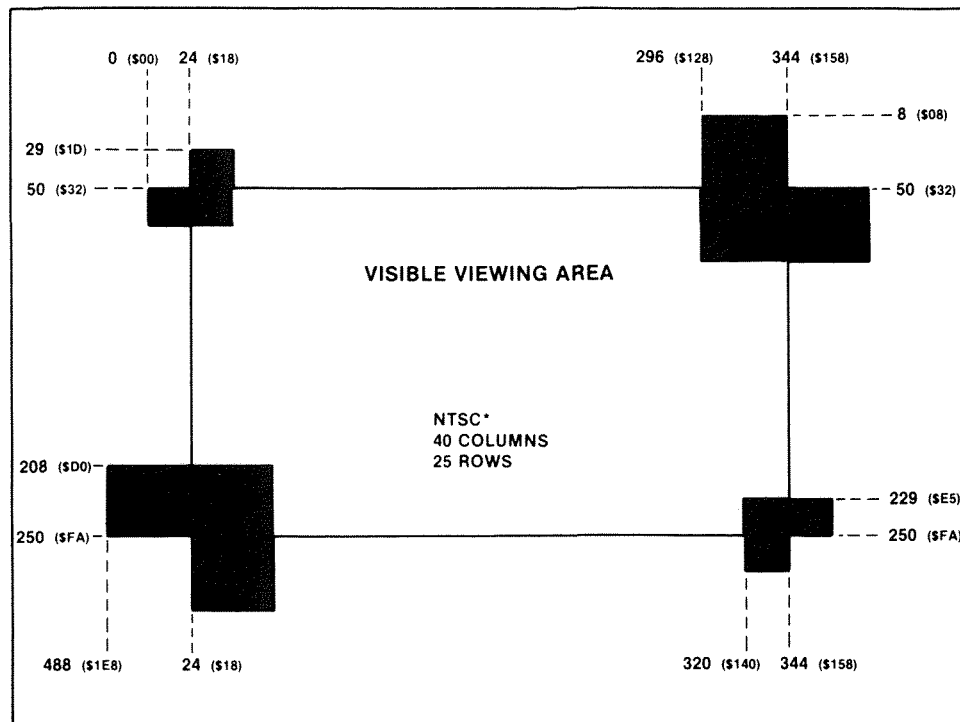 0 ($00) 24 ($18) 296 ($128) 344 ($158)
8 ($08)
29 ($1D)
50 ($32) 50 ($32)
VISIBLE VIEWING AREA
NTSC*
40 COLUMNS
25 ROWS
208 ($D0)
229 ($E5)
250 ($FA) 250 ($FA)
488 ($1E8) 24 ($18) 320 ($140) 344 ($158)